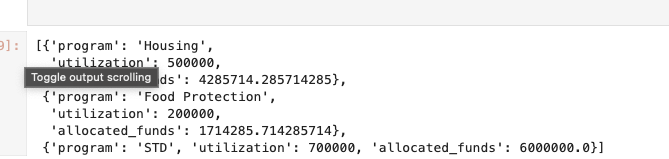 9]: [{'program': 'Housing',
'utilization': 500000,
Toggle output scrolling ds': 4285714.285714285},
{'program': 'Food Protection',
'utilization': 200000,
'allocated_funds': 1714285.714285714},
{'program': 'STD', 'utilization': 700000, 'allocated_funds': 6000000.0}]